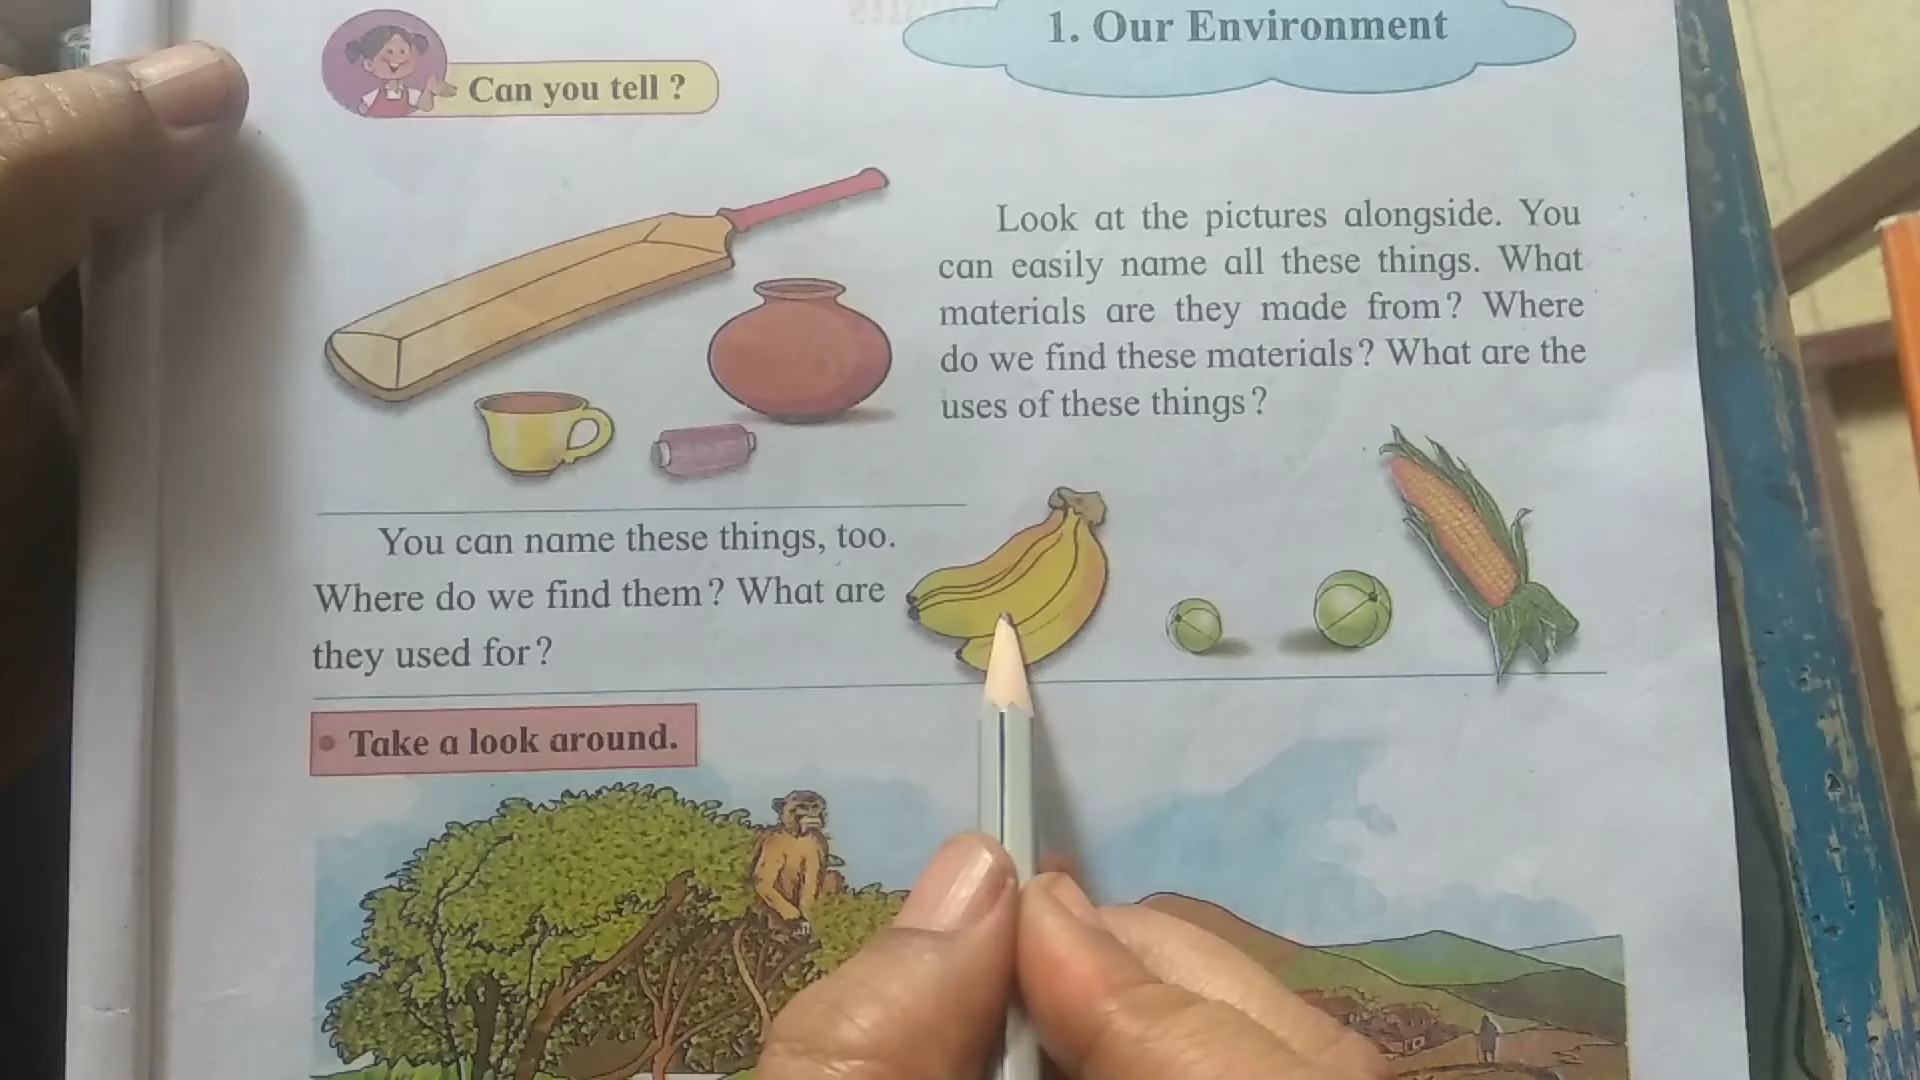 1. Our Environment
Can you tell ?
Look at the pictures alongside. You
can easily name all these things. What
materials are they made from? Where
do we find these materials? What are the
uses of these things?
You can name these things, too.
Where do we find them? What are
they used for?
• Take a look around.